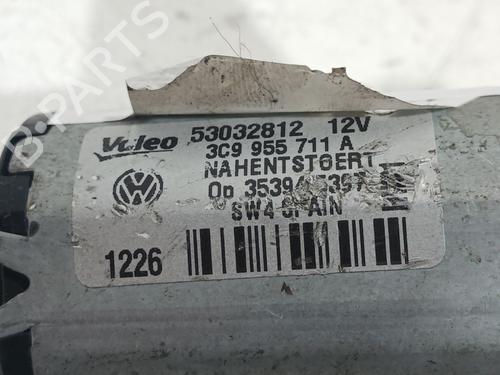 B-PARTS
Valeo 53032812 12V
3C9 955 711 A
NAHENTSTOERT
SW4 SPAIN
1226